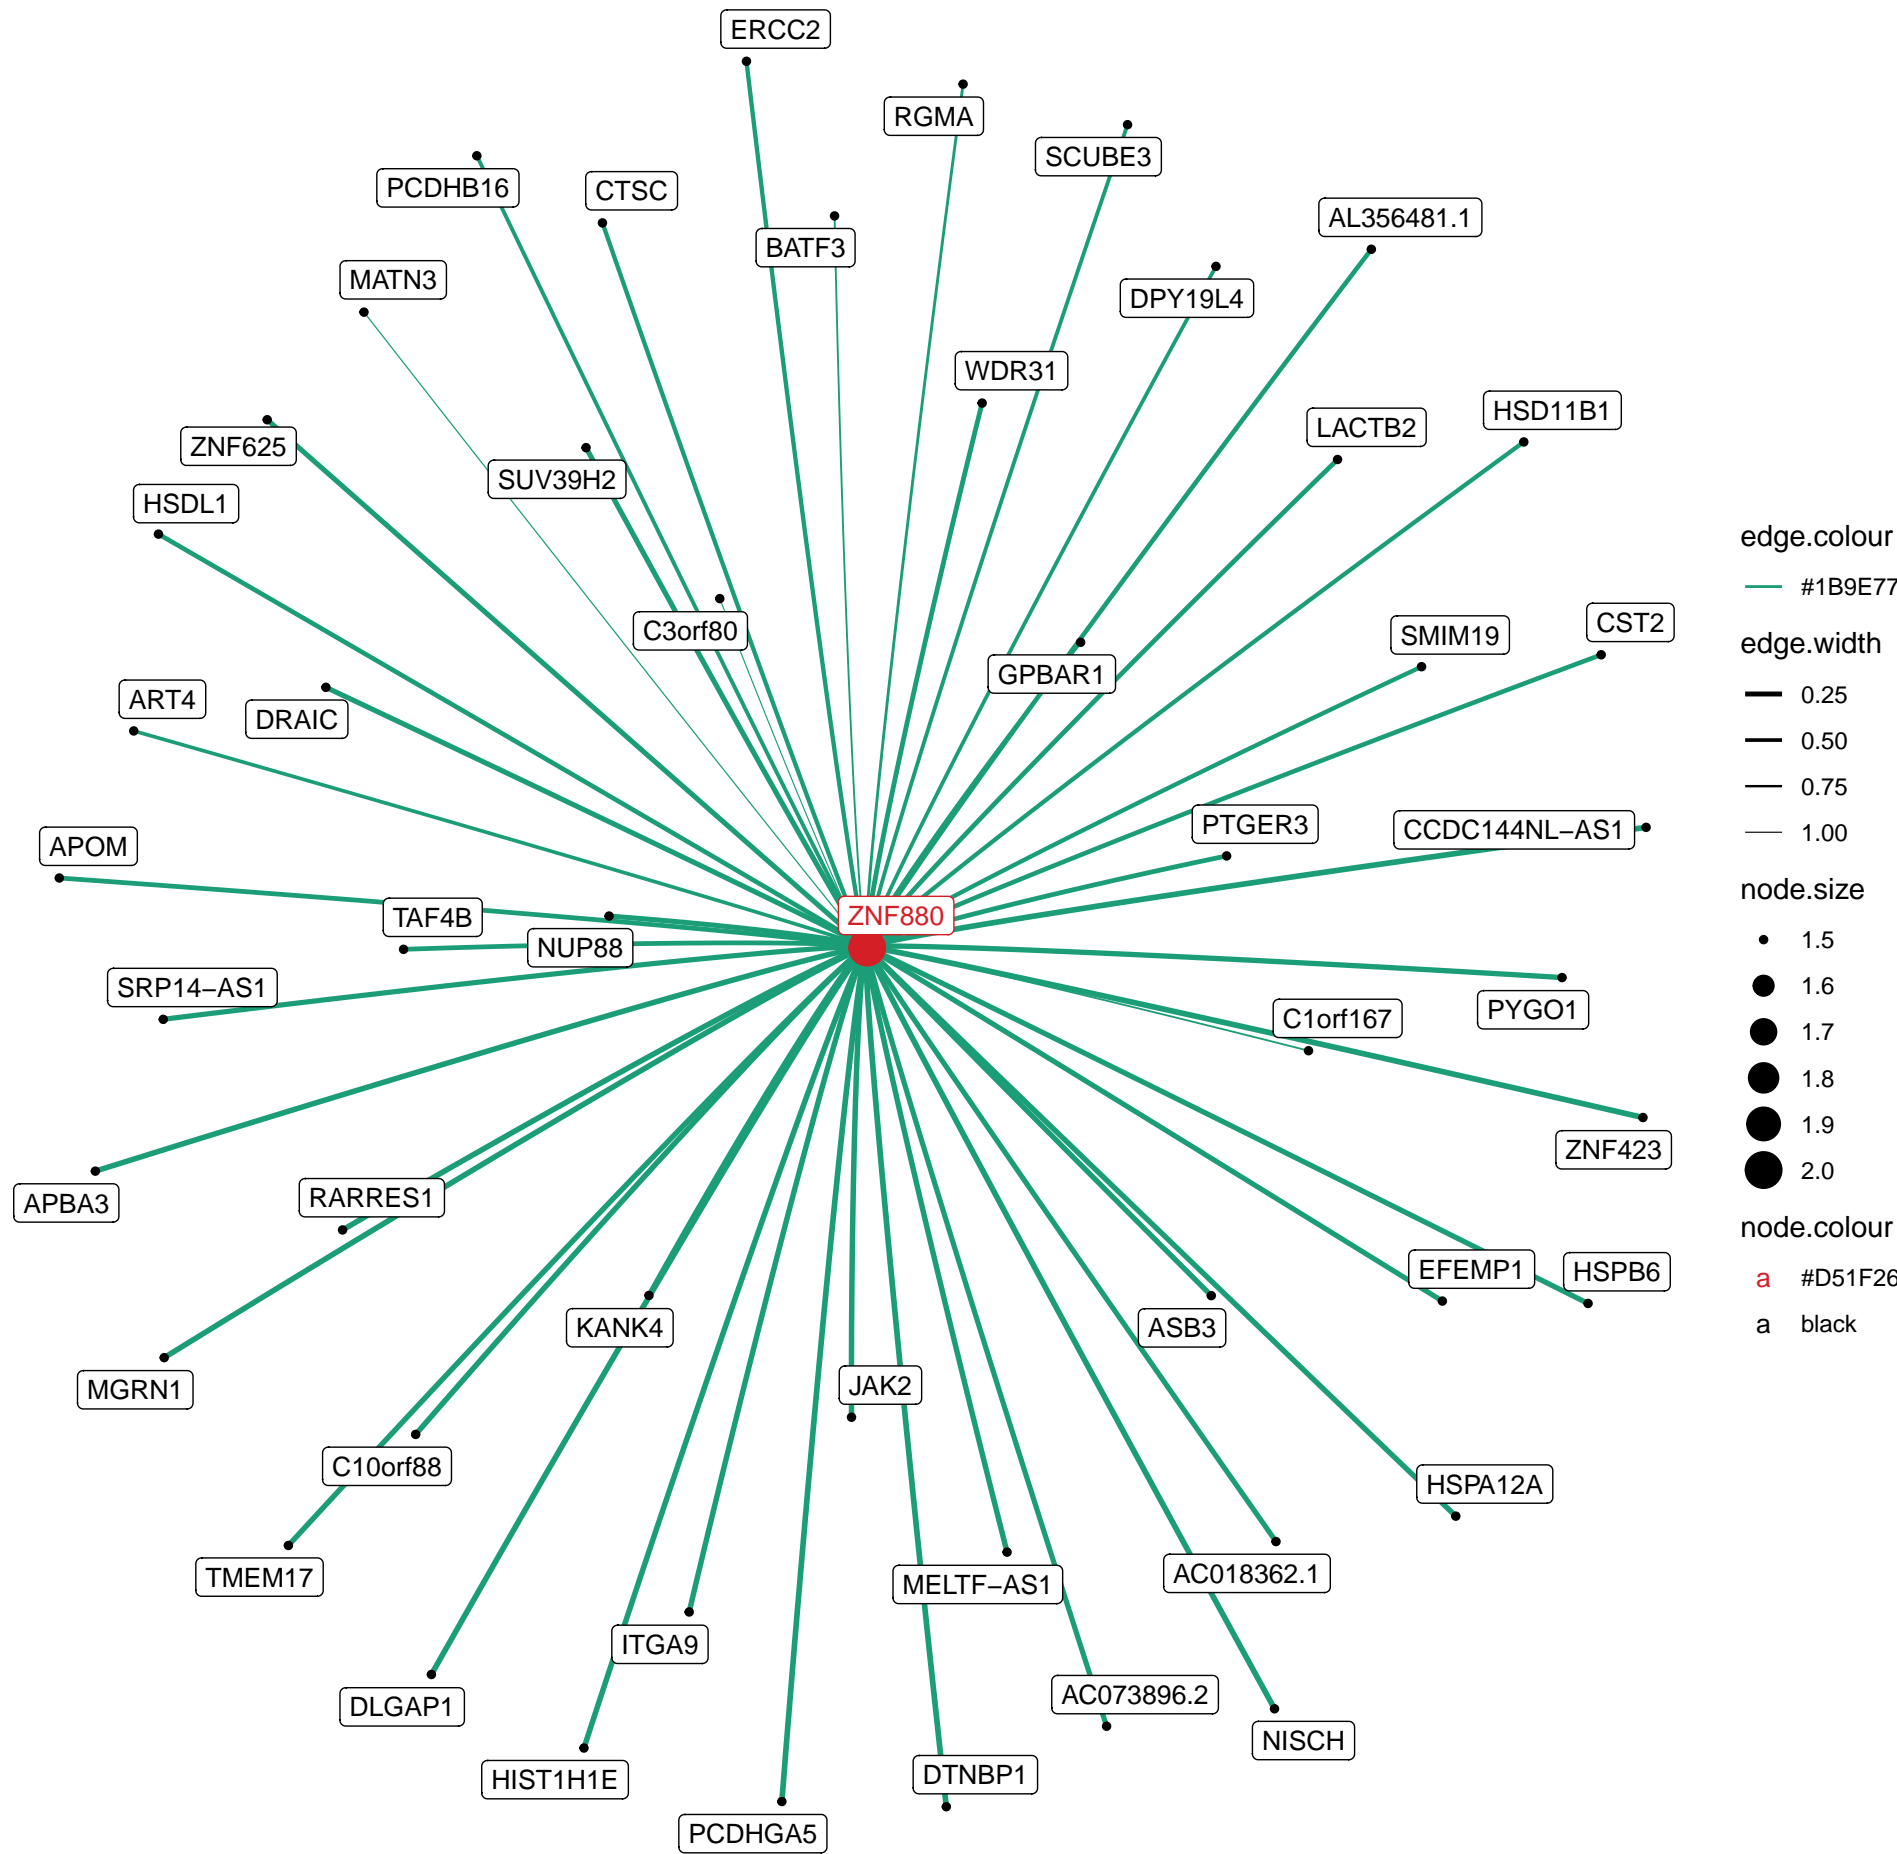 ERCC2
RGMA
SCUBE3
PCDHB16
CTSC
AL356481.1
BATF3
MATN3
DPY19L4
WDR31
HSD11B1
LACTB2
ZNF625
SUV39H2
HSDL1
edge.colour
#1B9E77
C3orf80
SMIM19
CST2
edge.width
GPBAR1
0.25
ART4
DRAIC
0.50
0.75
PTGER3
CCDC144NL−AS1
1.00
APOM
node.size
TAF4B
ZNF880
NUP88
1.5
SRP14−AS1
1.6
PYGO1
C1orf167
1.7
1.8
1.9
ZNF423
2.0
RARRES1
APBA3
node.colour
EFEMP1
HSPB6
a #D51F26
KANK4
ASB3
a black
JAK2
MGRN1
C10orf88
HSPA12A
TMEM17
MELTF−AS1
AC018362.1
ITGA9
AC073896.2
DLGAP1
NISCH
DTNBP1
HIST1H1E
PCDHGA5